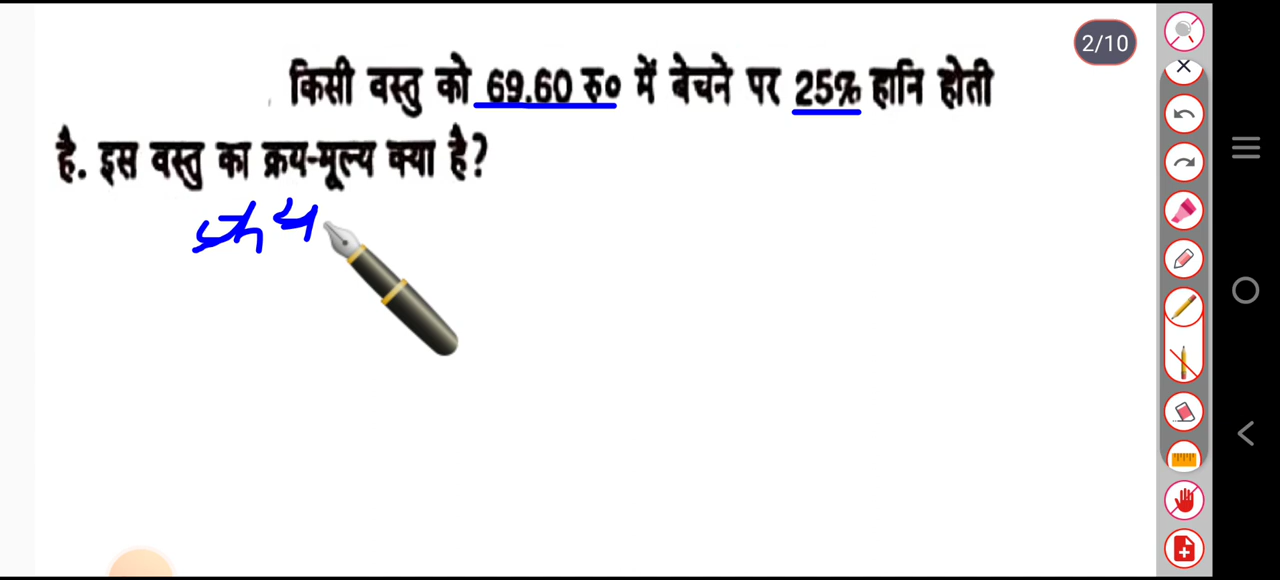 2/10
किसी वस्तु को 69.60 रु० में बेचने पर 25% हानि होती
है. इस वस्तु का क्रय-मूल्य क्या है?